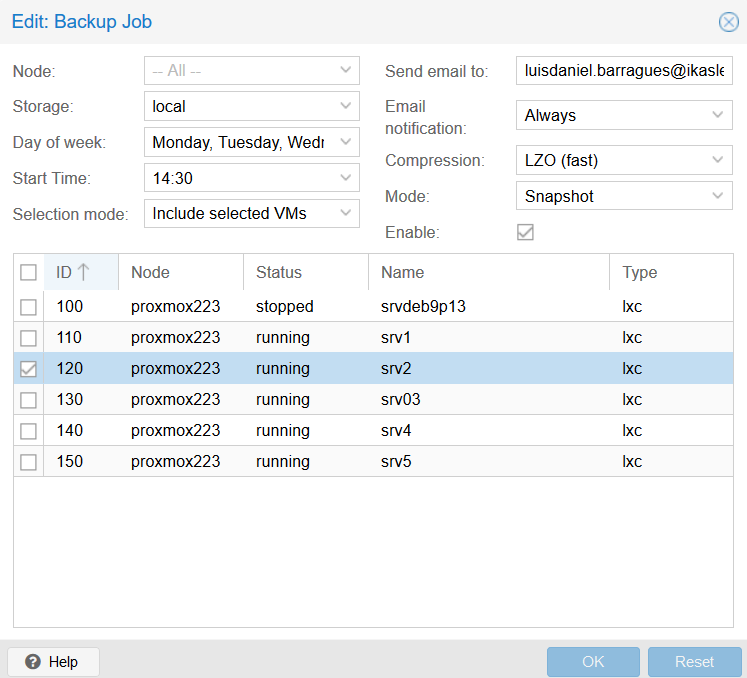 Edit: Backup Job
Node: -- All --
Storage: local
Day of week: Monday, Tuesday, Wedr
Start Time: 14:30
Selection mode: Include selected VMs
Send email to: luisdaniel.barragues@ikasle
Email notification: Always
Compression: LZO (fast)
Mode: Snapshot
Enable:
ID Node Status Name Type
100 proxmox223 stopped srvdeb9p13 lxc
110 proxmox223 running srv1 lxc
120 proxmox223 running srv2 lxc
130 proxmox223 running srv03 lxc
140 proxmox223 running srv4 lxc
150 proxmox223 running srv5 lxc
Help OK Reset